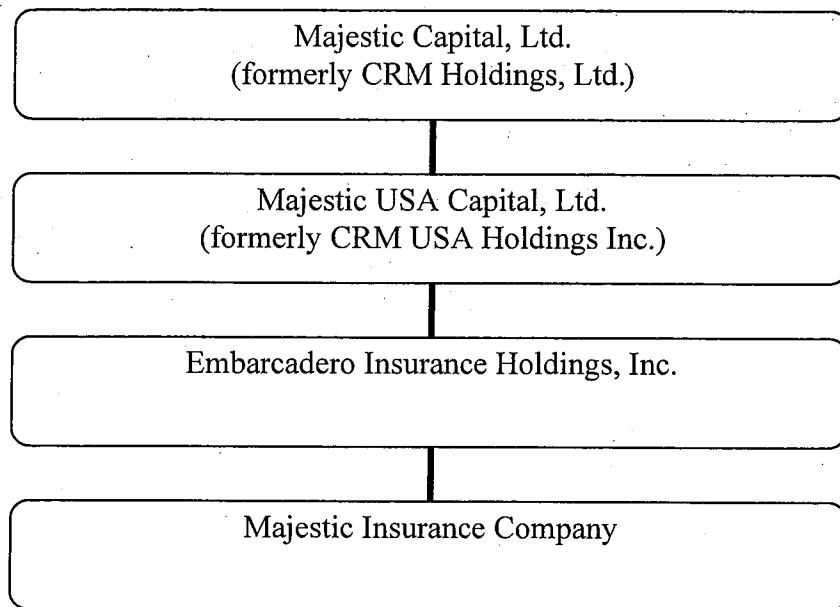 Majestic Capital, Ltd.
(formerly CRM Holdings, Ltd.)
Majestic USA Capital, Ltd.
(formerly CRM USA Holdings Inc.)
Embarcadero Insurance Holdings, Inc.
Majestic Insurance Company